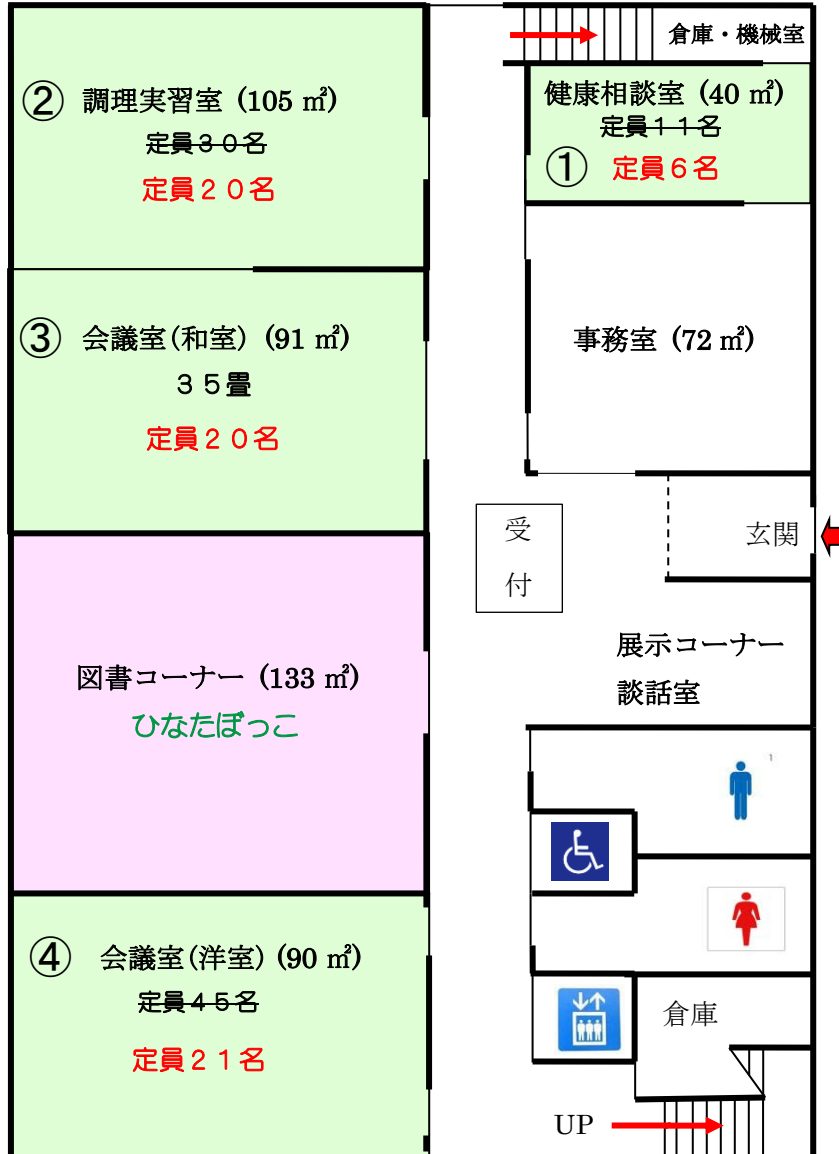 倉庫・機械室
② 調理実習室 (105 ㎡)
定員３０名
定員２０名
健康相談室 (40 ㎡)
定員１１名
① 定員６名
③ 会議室(和室) (91 ㎡)
３５畳
定員２０名
事務室 (72 ㎡)
受
付
玄関
展示コーナー
談話室
図書コーナー (133 ㎡)
ひなたぼっこ
1
④ 会議室(洋室) (90 ㎡)
定員４５名
定員２１名
倉庫
UP